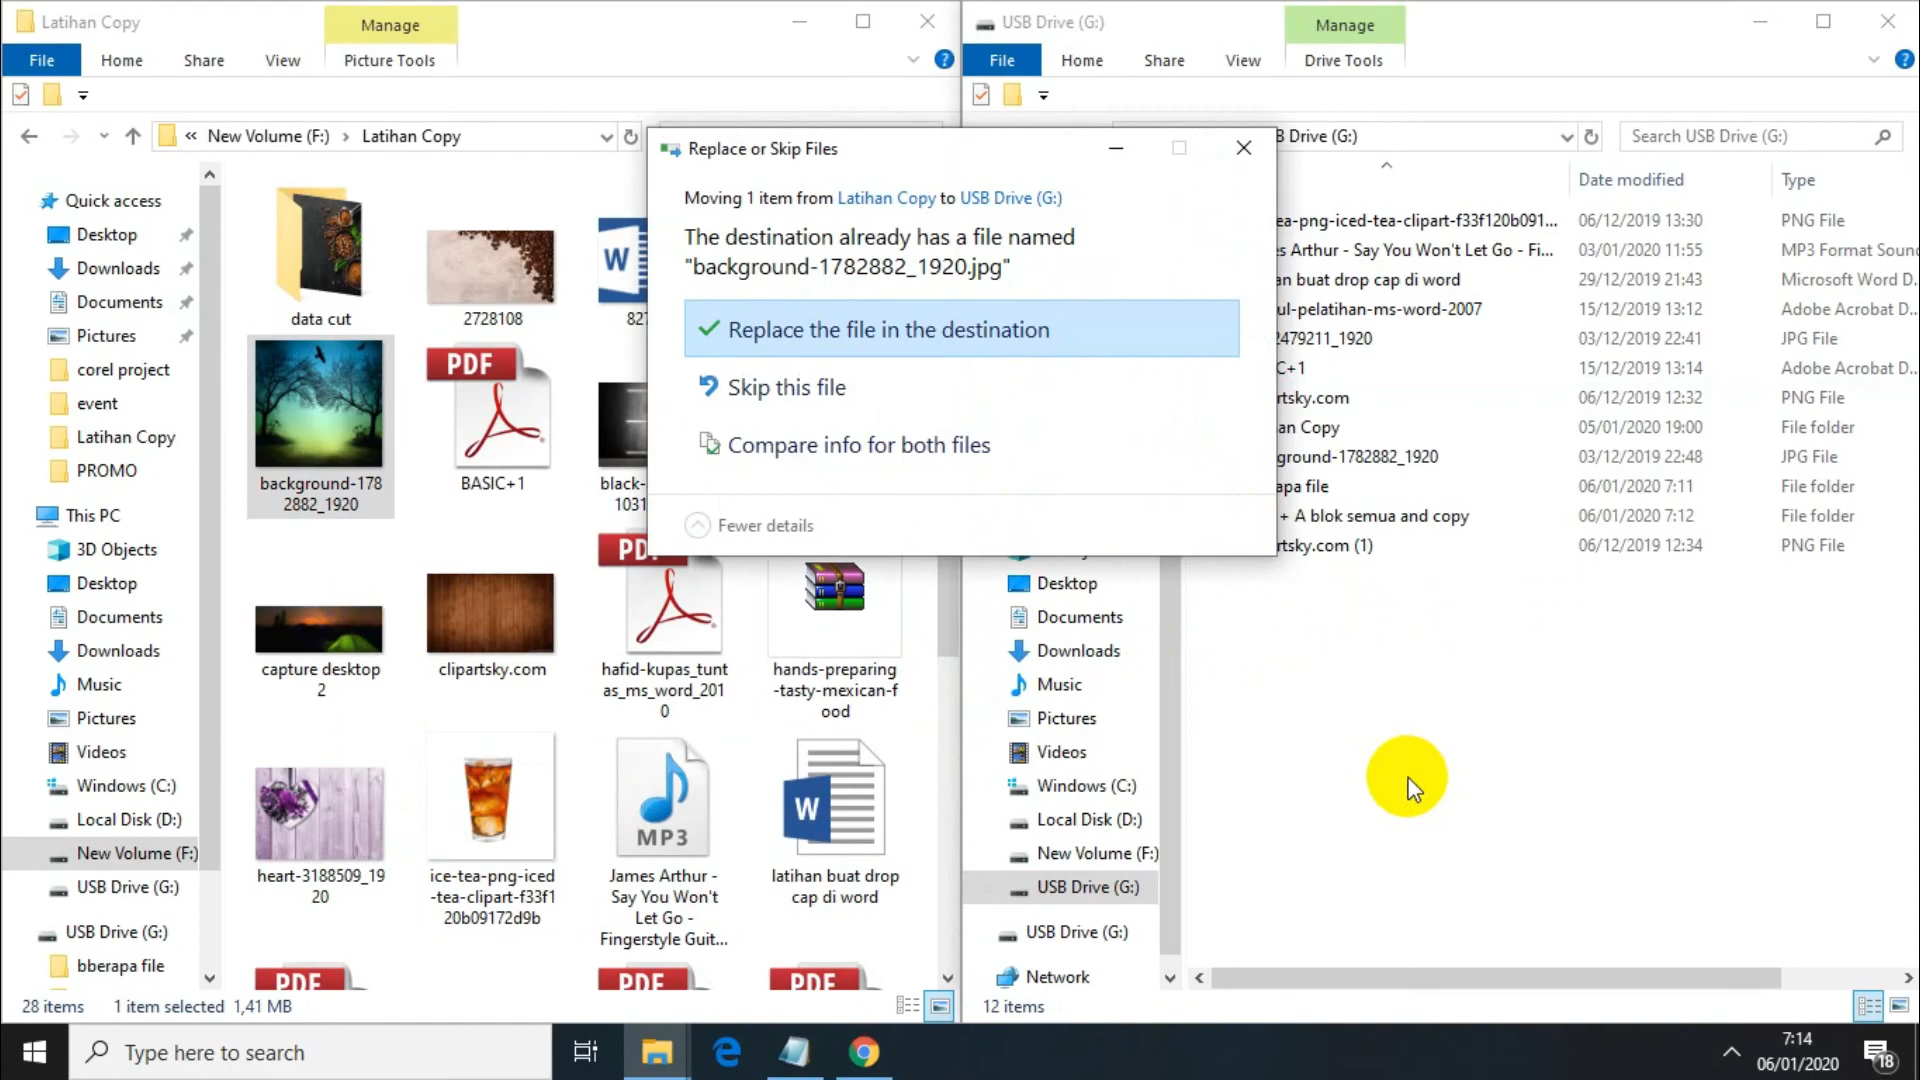 Latihan Copy
Manage
File
Home
Share
View
Picture Tools
« New Volume (F:) › Latihan Copy
Quick access
Desktop
Downloads
Documents
Pictures
corel project
event
Latihan Copy
PROMO
This PC
3D Objects
Desktop
Documents
Downloads
Music
Pictures
Videos
Windows (C:)
Local Disk (D:)
New Volume (F:)
USB Drive (G:)
USB Drive (G:)
bberapa file
data cut
2728108
W
827
background-178
2882_1920
PDF
BASIC+1
black-
1031
capture desktop
2
clipartsky.com
PDF
hafid-kupas_tunt
as_ms_word_201
0
hands-preparing
-tasty-mexican-f
ood
heart-3188509_19
20
ice-tea-png-iced
-tea-clipart-f33f1
20b09172d9b
MP3
James Arthur -
Say You Won't
Let Go -
Fingerstyle Guit...
W
latihan buat drop
cap di word
PDF
PDF
PDF
28 items
1 item selected 1,41 MB
Replace or Skip Files
Moving 1 item from Latihan Copy to USB Drive (G:)
The destination already has a file named
"background-1782882_1920.jpg"
Replace the file in the destination
Skip this file
Compare info for both files
Fewer details
USB Drive (G:)
Manage
File
Home
Share
View
Drive Tools
B Drive (G:)
Search USB Drive (G:)
Date modified
Type
ea-png-iced-tea-clipart-f33f120b091... 06/12/2019 13:30 PNG File
es Arthur - Say You Won't Let Go - Fi... 03/01/2020 11:55 MP3 Format Sound
an buat drop cap di word 29/12/2019 21:43 Microsoft Word D...
ul-pelatihan-ms-word-2007 15/12/2019 13:12 Adobe Acrobat D...
2479211_1920 03/12/2019 22:41 JPG File
C+1 15/12/2019 13:14 Adobe Acrobat D...
rtsky.com 06/12/2019 12:32 PNG File
an Copy 05/01/2020 19:00 File folder
ground-1782882_1920 03/12/2019 22:48 JPG File
apa file 06/01/2020 7:11 File folder
+ A blok semua and copy 06/01/2020 7:12 File folder
rtsky.com (1) 06/12/2019 12:34 PNG File
Desktop
Documents
Downloads
Music
Pictures
Videos
Windows (C:)
Local Disk (D:)
New Volume (F:)
USB Drive (G:)
USB Drive (G:)
Network
12 items
Type here to search
7:14
06/01/2020
18